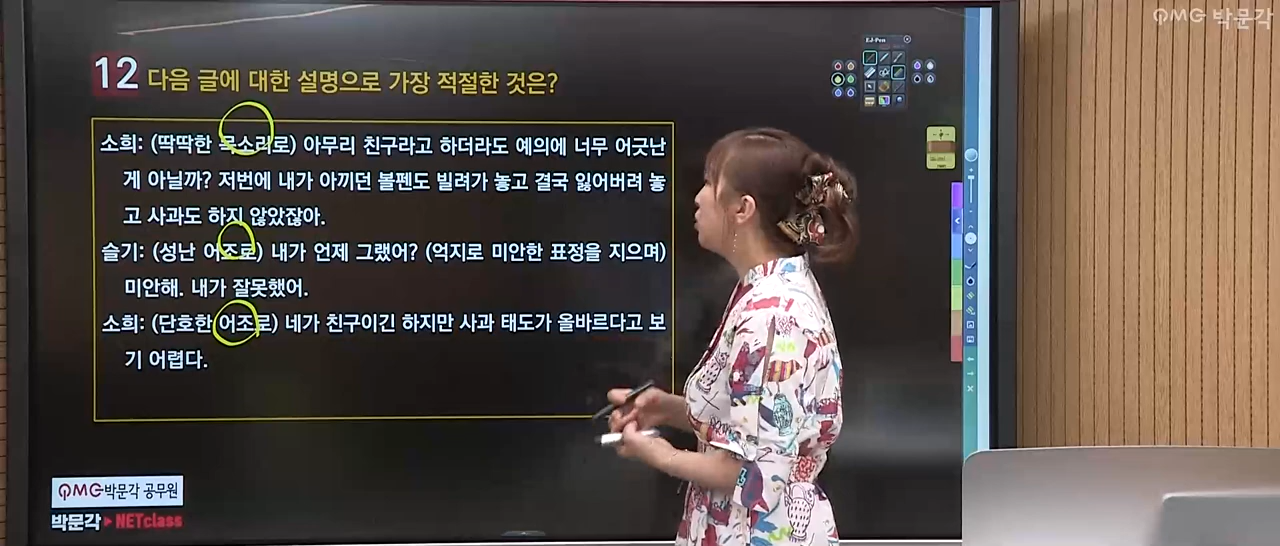 QMG 박문각
EJ-Pen
12 다음 글에 대한 설명으로 가장 적절한 것은?
소희: (딱딱한 목소리로) 아무리 친구라고 하더라도 예의에 너무 어긋난
게 아닐까? 저번에 내가 아끼던 볼펜도 빌려가 놓고 결국 잃어버려 놓
고 사과도 하지 않았잖아.
슬기: (성난 어조로) 내가 언제 그랬어? (억지로 미안한 표정을 지으며)
미안해. 내가 잘못했어.
소희: (단호한 어조로) 네가 친구이긴 하지만 사과 태도가 올바르다고 보
기 어렵다.
QMG박문각 공무원
박문각 NETclass